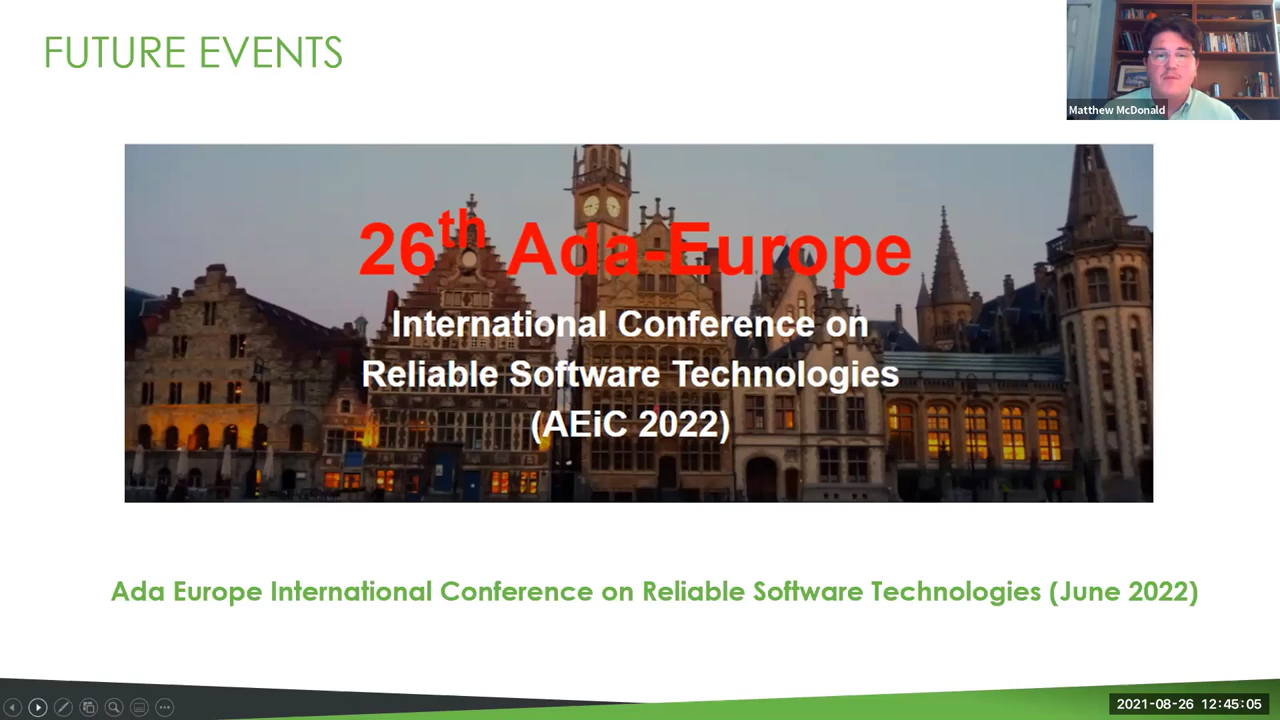 FUTURE EVENTS
Matthew McDonald
26th Ada-Europe
International Conference on
Reliable Software Technologies
(AEiC 2022)
Ada Europe International Conference on Reliable Software Technologies (June 2022)
2021-08-26 12:45:05